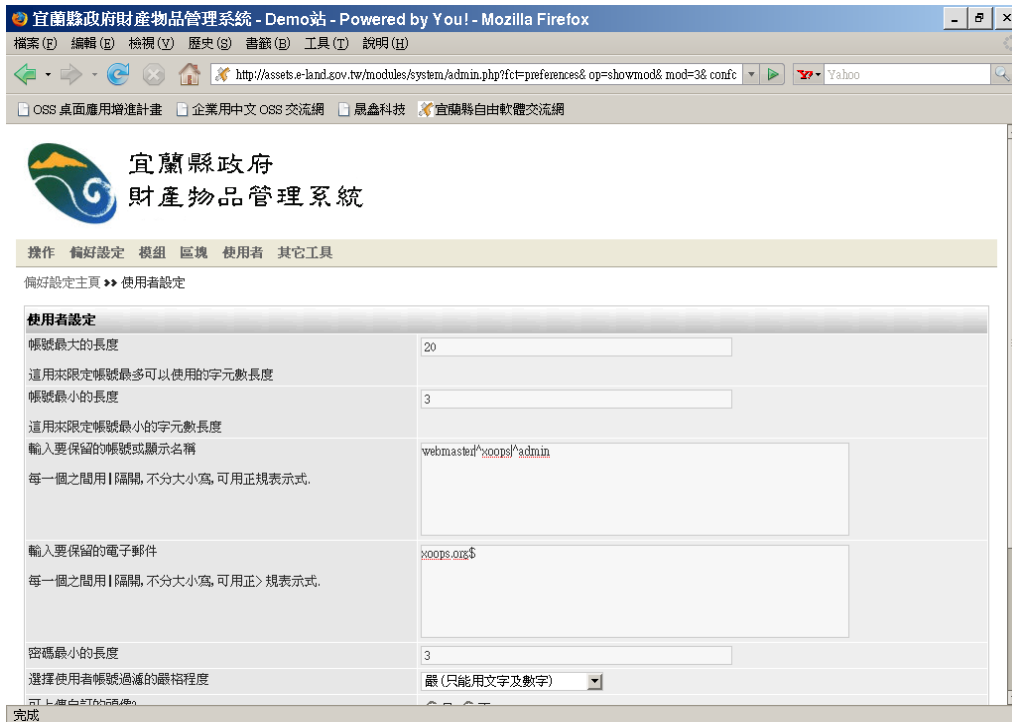 宜蘭縣政府財產物品管理系統 - Demo站 - Powered by You! - Mozilla Firefox
檔案(F) 編輯(E) 檢視(V) 歷史(S) 書籤(B) 工具(T) 說明(H)
http://assets.e-land.gov.tw/modules/system/admin.php?fct=preferences& op=showmod& mod=3& confc
Yahoo
OSS 桌面應用增進計畫 企業用中文 OSS 交流網 晟鑫科技 宜蘭縣自由軟體交流網
宜蘭縣政府
財產物品管理系統
操作 偏好設定 模組 區塊 使用者 其它工具
偏好設定主頁 >> 使用者設定
使用者設定
帳號最大的長度
20
這用來限定帳號最多可以使用的字元數長度
帳號最小的長度
3
這用來限定帳號最小的字元數長度
輸入要保留的帳號或顯示名稱
webmaster|^xoops|^admin
每一個之間用 | 隔開, 不分大小寫, 可用正規表示式.
輸入要保留的電子郵件
xoops.org$
每一個之間用 | 隔開, 不分大小寫, 可用正> 規表示式.
密碼最小的長度
3
選擇使用者帳號過濾的嚴格程度
嚴 (只能用文字及數字)
可上傳自訂的頭像?
完成